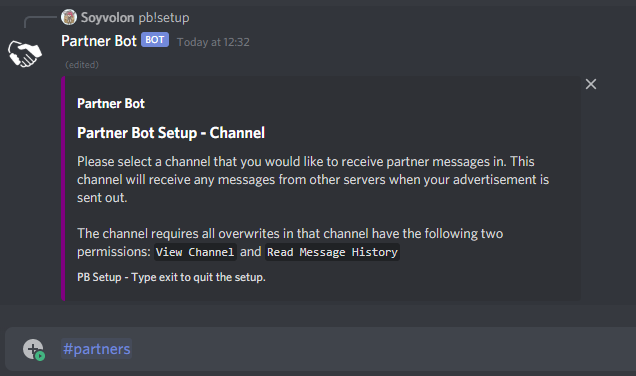 Soyvolon pb!setup
Partner Bot BOT Today at 12:32
(edited)
Partner Bot
Partner Bot Setup - Channel
Please select a channel that you would like to receive partner messages in. This
channel will receive any messages from other servers when your advertisement is
sent out.
The channel requires all overwrites in that channel have the following two
permissions: View Channel and Read Message History
PB Setup - Type exit to quit the setup.
#partners